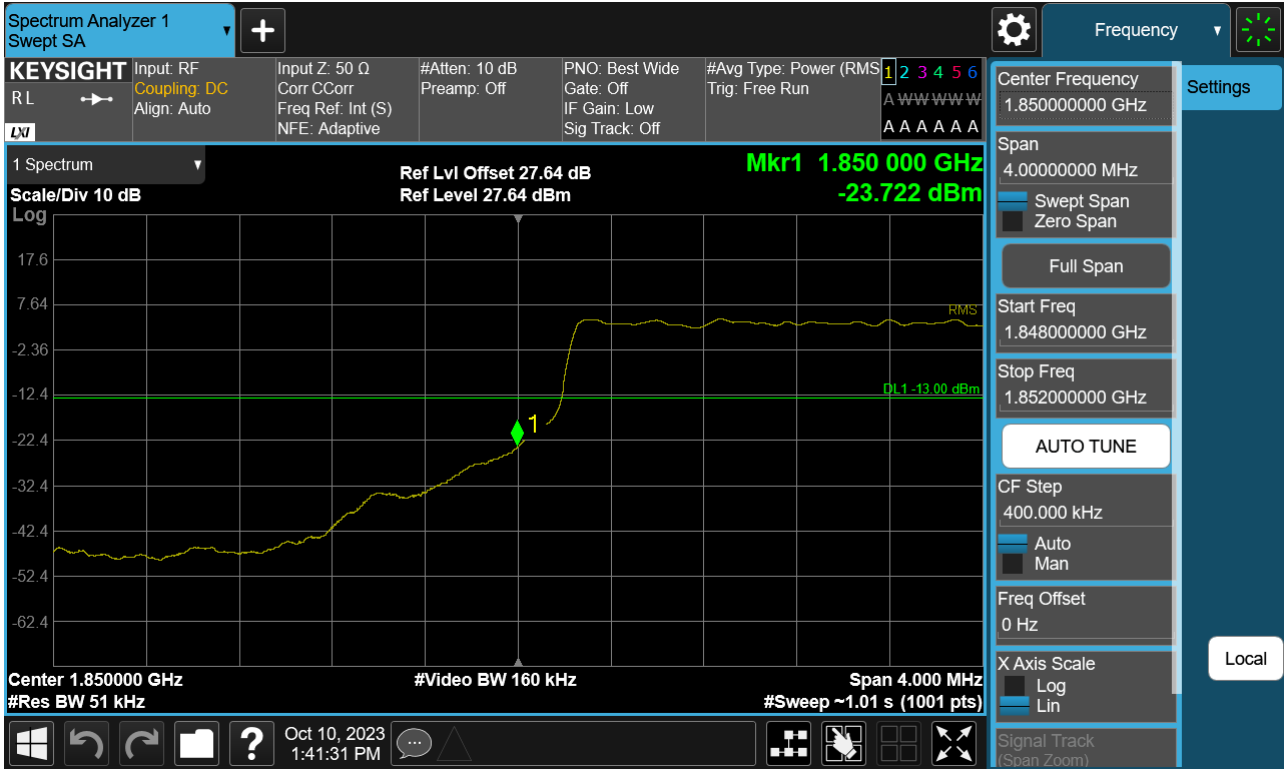 Spectrum Analyzer 1
Swept SA
Frequency
KEYSIGHT
R L
LXI
Input: RF
Coupling: DC
Align: Auto
Input Z: 50 Ω
Corr CCorr
Freq Ref: Int (S)
NFE: Adaptive
#Atten: 10 dB
Preamp: Off
PNO: Best Wide
Gate: Off
IF Gain: Low
Sig Track: Off
#Avg Type: Power (RMS
Trig: Free Run
1 2 3 4 5 6
A W W W W W
A A A A A A
1 Spectrum
Scale/Div 10 dB
Ref Lvl Offset 27.64 dB
Ref Level 27.64 dBm
Mkr1 1.850 000 GHz
-23.722 dBm
Log
17.6
7.64
-2.36
-12.4
-22.4
-32.4
-42.4
-52.4
-62.4
RMS
DL1 -13.00 dBm
1
Center 1.850000 GHz
#Video BW 160 kHz
Span 4.000 MHz
#Res BW 51 kHz
#Sweep ~1.01 s (1001 pts)
Center Frequency
1.850000000 GHz
Span
4.00000000 MHz
Swept Span
Zero Span
Full Span
Start Freq
1.848000000 GHz
Stop Freq
1.852000000 GHz
AUTO TUNE
CF Step
400.000 kHz
Auto
Man
Freq Offset
0 Hz
X Axis Scale
Log
Lin
Signal Track
(Span Zoom)
Settings
Local
?
Oct 10, 2023
1:41:31 PM